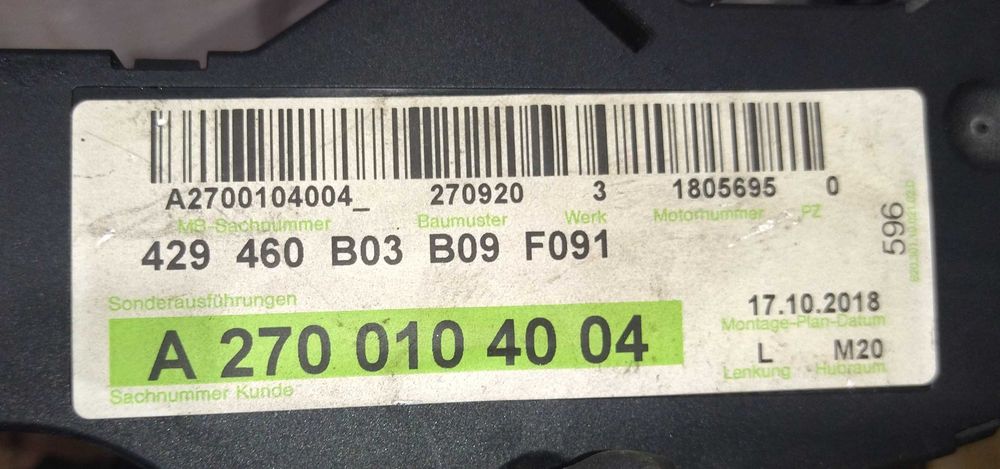 A2700104004_ 270920 3 1805695 0
MB-Sachnummer Baumuster Werk Motornummer PZ
429 460 B03 B09 F091
596
Sonderausführungen
17.10.2018
Montage-Plan-Datum
A 270 010 40 04
L M20
Lenkung Hubraum
Sachnummer Kunde